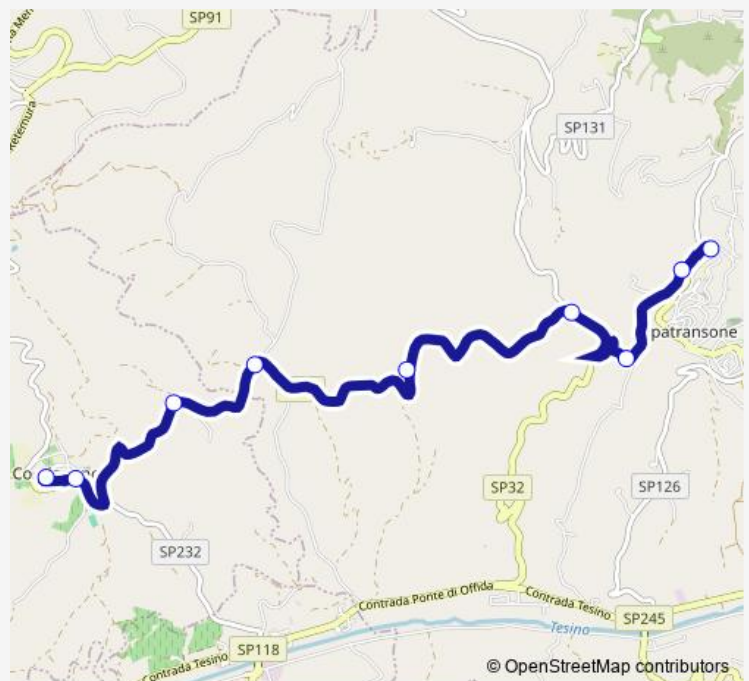 SP91
SP131
patransone
SP32
SP126
SP232
Contrada Ponte di Offida
Contrada Tesino
SP245
Tesino
SP118
Contrada Tesino
© OpenStreetMap contributors